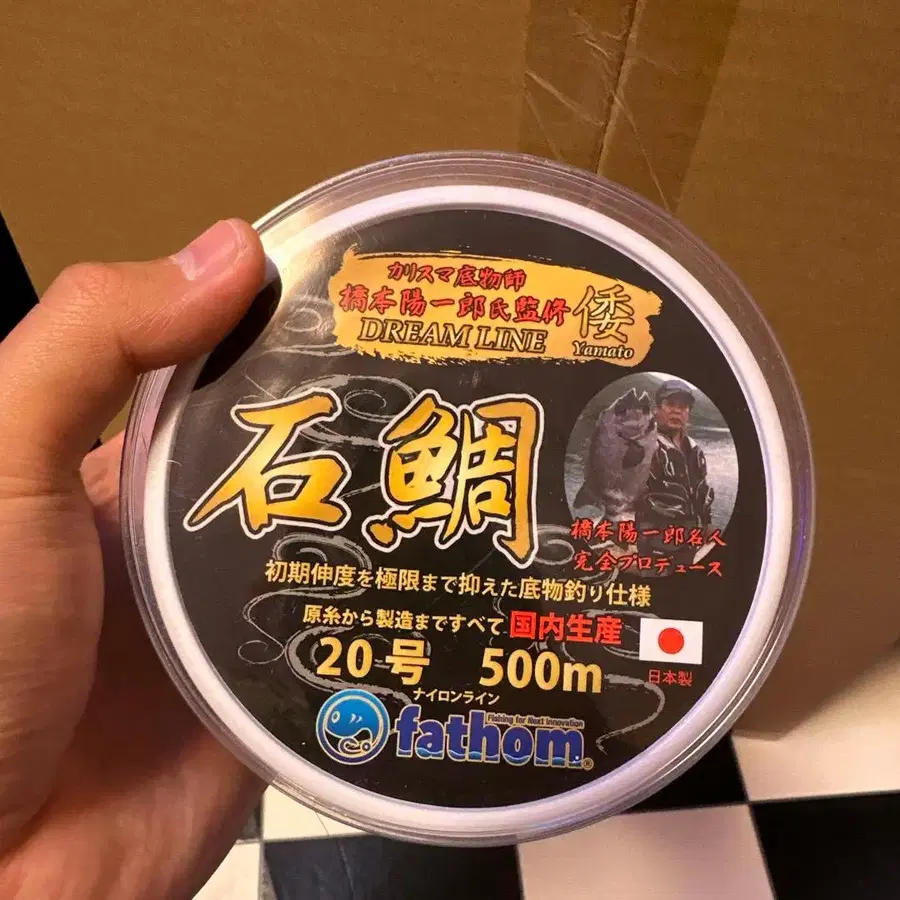 カリスマ底物師
橋本陽一郎氏監修
DREAM LINE
倭
Yamato
石鯛
橋本陽一郎名人
完全プロデュース
初期伸度を極限まで抑えた底物釣り仕様
原糸から製造まですべて国内生産
日本製
20号 500m
ナイロンライン
Fishing for Next Innovation
fathom®